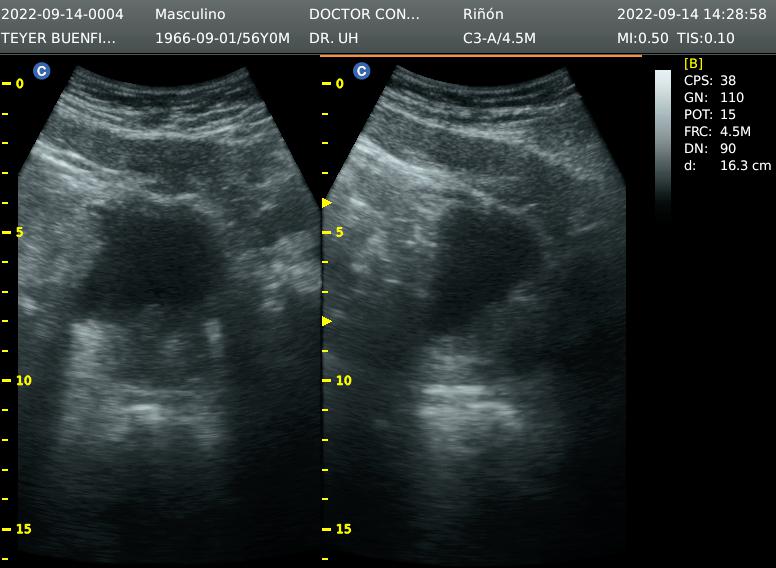 2022-09-14-0004 Masculino DOCTOR CON... Riñón 2022-09-14 14:28:58
TEYER BUENFI... 1966-09-01/56Y0M DR. UH C3-A/4.5M MI:0.50 TIS:0.10
C C [B]
0 0 CPS: 38
GN: 110
POT: 15
FRC: 4.5M
DN: 90
d: 16.3 cm
5 5
10 10
15 15